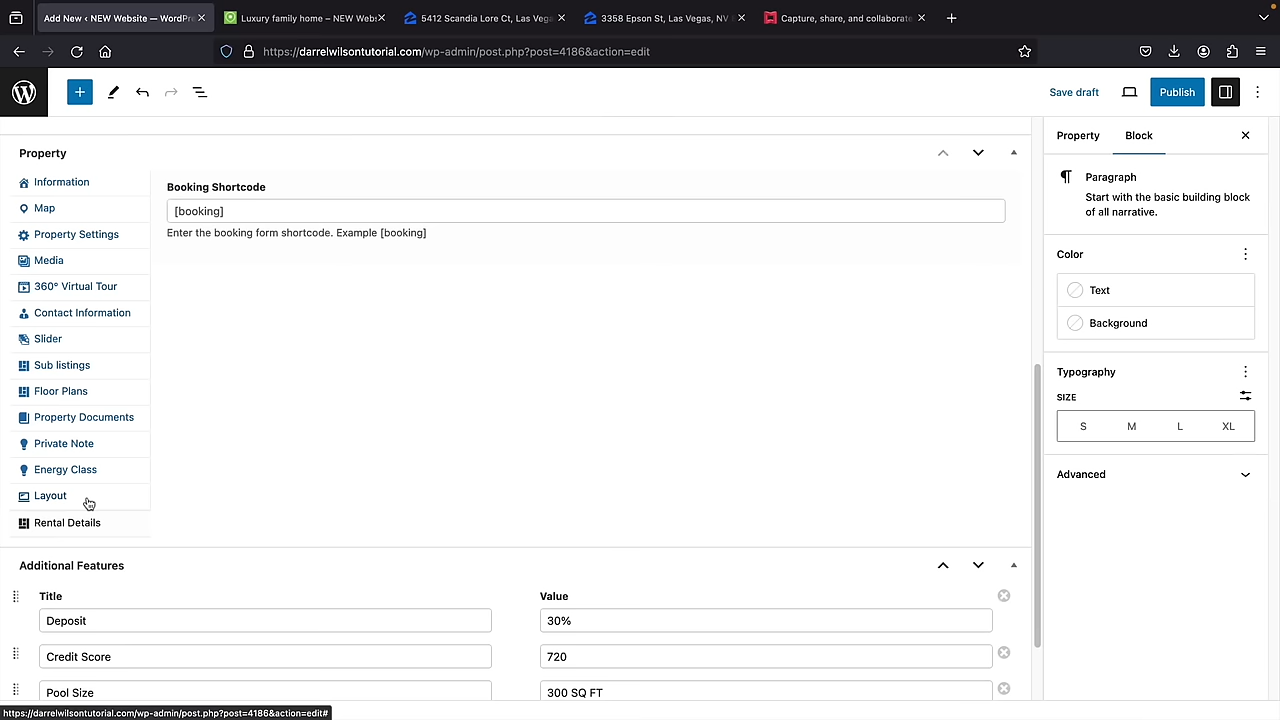 Add New ‹ NEW Website — WordPre
Luxury family home – NEW Webs
5412 Scandia Lore Ct, Las Vega
3358 Epson St, Las Vegas, NV
Capture, share, and collaborate
https://darrelwilsontutorial.com/wp-admin/post.php?post=4186&action=edit
Save draft
Publish
Property
Information
Map
Property Settings
Media
360° Virtual Tour
Contact Information
Slider
Sub listings
Floor Plans
Property Documents
Private Note
Energy Class
Layout
Rental Details
Booking Shortcode
[booking]
Enter the booking form shortcode. Example [booking]
Additional Features
Title
Value
Deposit
30%
Credit Score
720
Pool Size
300 SQ FT
Property
Block
Paragraph
Start with the basic building block
of all narrative.
Color
Text
Background
Typography
SIZE
S
M
L
XL
Advanced
https://darrelwilsontutorial.com/wp-admin/post.php?post=4186&action=edit#